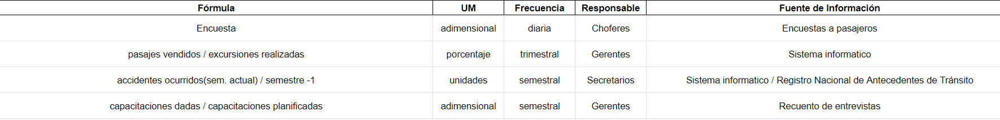 Fórmula UM Frecuencia Responsable Fuente de Información
Encuesta adimensional diaria Choferes Encuestas a pasajeros
pasajes vendidos / excursiones realizadas porcentaje trimestral Gerentes Sistema informatico
accidentes ocurridos(sem. actual) / semestre -1 unidades semestral Secretarios Sistema informatico / Registro Nacional de Antecedentes de Tránsito
capacitaciones dadas / capacitaciones planificadas adimensional semestral Gerentes Recuento de entrevistas